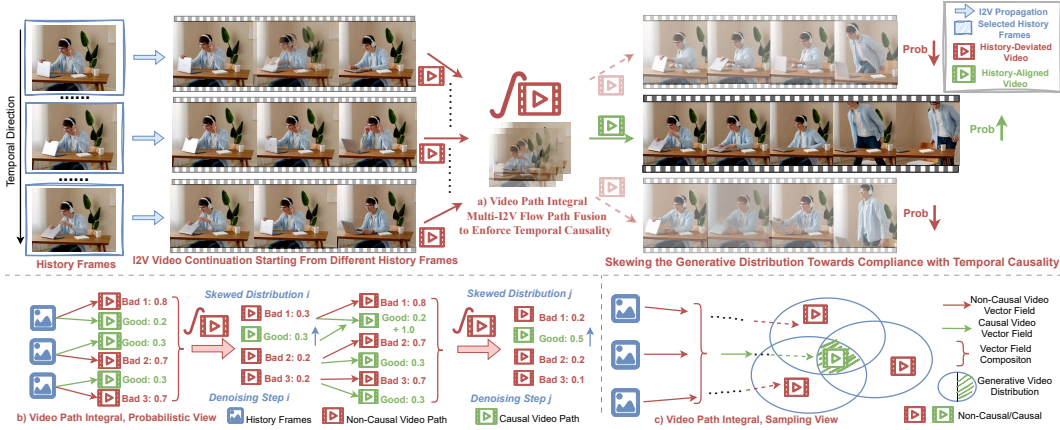 Temporal Direction
......
......
History Frames
I2V Video Continuation Starting From Different History Frames
a) Video Path Integral
Multi-I2V Flow Path Fusion
to Enforce Temporal Causality
Prob
Prob
Prob
Skewing the Generative Distribution Towards Compliance with Temporal Causality
I2V Propagation
Selected History
Frames
History-Deviated
Video
History-Aligned
Video
Bad 1: 0.8
Good: 0.2
Good: 0.3
Bad 2: 0.7
Good: 0.3
Bad 3: 0.7
Skewed Distribution i
Bad 1: 0.3
Good: 0.3
Bad 2: 0.2
Bad 3: 0.2
Denoising Step i
Bad 1: 0.8
Good: 0.2
+ 1.0
Bad 2: 0.7
Good: 0.3
Bad 3: 0.7
Good: 0.3
Skewed Distribution j
Bad 1: 0.2
Good: 0.5
Bad 2: 0.2
Bad 3: 0.1
Denoising Step j
b) Video Path Integral, Probabilistic View
History Frames
Non-Causal Video Path
Causal Video Path
c) Video Path Integral, Sampling View
Non-Causal Video
Vector Field
Causal Video
Vector Field
Vector Field
Compositon
Generative Video
Distribution
Non-Causal/Causal